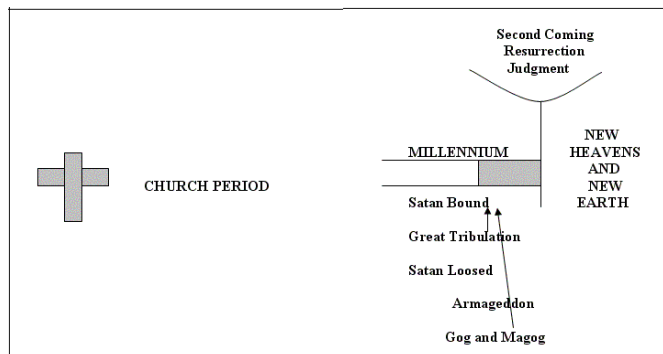 Second Coming
Resurrection
Judgment
MILLENNIUM
NEW
HEAVENS
AND
NEW
EARTH
CHURCH PERIOD
Satan Bound
Great Tribulation
Satan Loosed
Armageddon
Gog and Magog